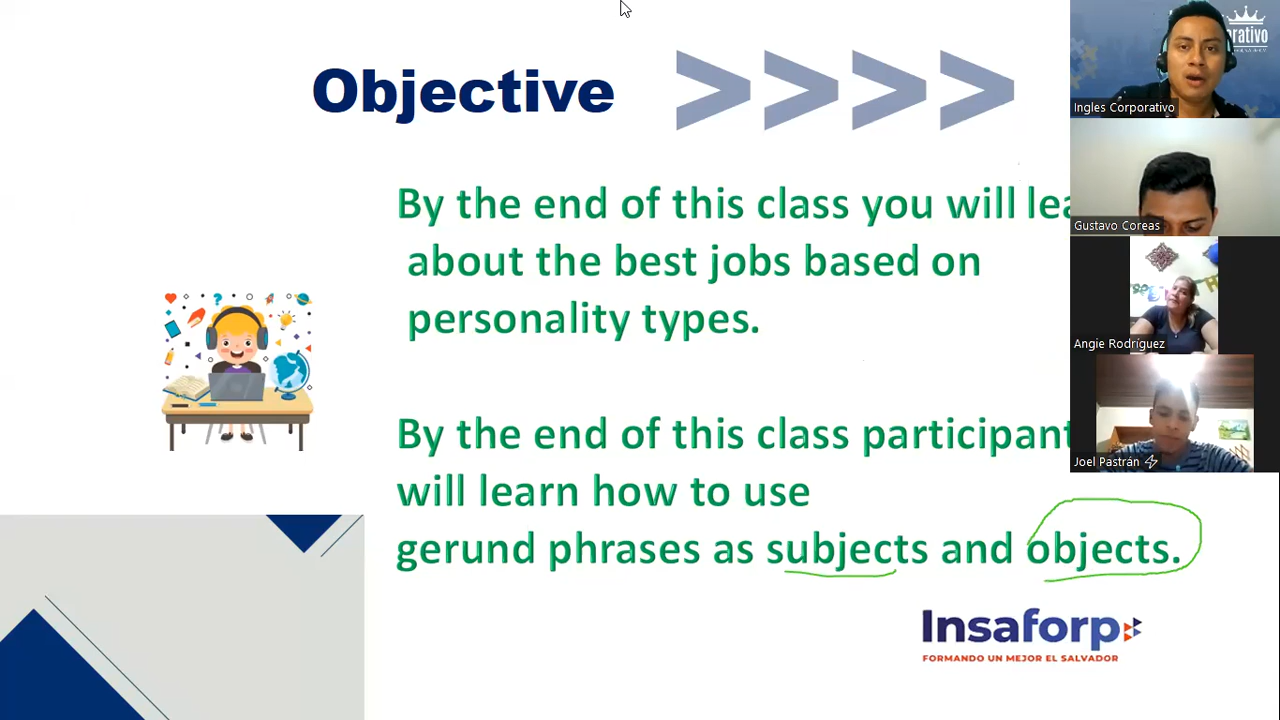 Objective
By the end of this class you will lea
about the best jobs based on
personality types.
By the end of this class participant
will learn how to use
gerund phrases as subjects and objects.
Insaforp
FORMANDO UN MEJOR EL SALVADOR
Ingles Corporativo
Gustavo Coreas
Angie Rodríguez
Joel Pastrán